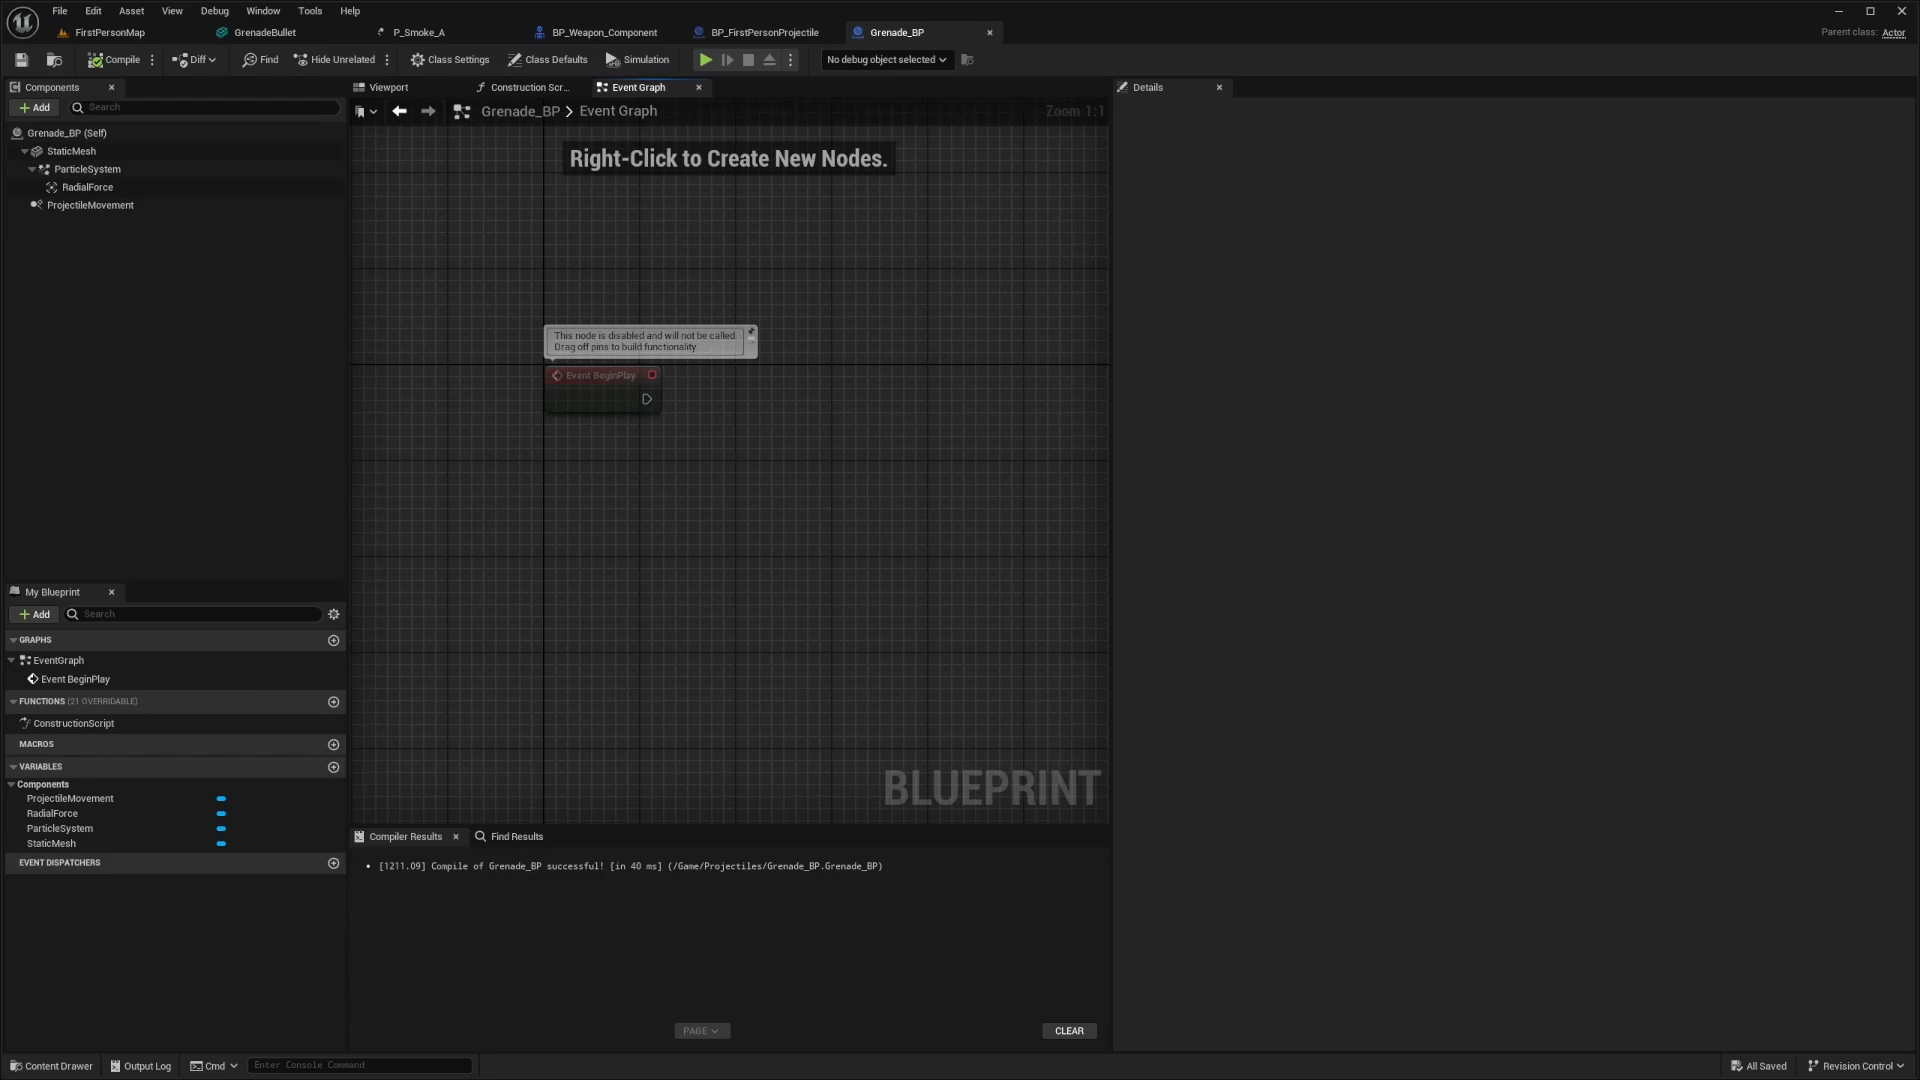 File Edit Asset View Debug Window Tools Help
FirstPersonMap GrenadeBullet P_Smoke_A BP_Weapon_Component BP_FirstPersonProjectile Grenade_BP Parent class: Actor
Compile Diff Find Hide Unrelated Class Settings Class Defaults Simulation No debug object selected
Components
Add Search
Grenade_BP (Self)
StaticMesh
ParticleSystem
RadialForce
ProjectileMovement
Viewport Construction Scr... Event Graph
Grenade_BP > Event Graph Zoom 1:1
Right-Click to Create New Nodes.
This node is disabled and will not be called.
Drag off pins to build functionality.
Event BeginPlay
BLUEPRINT
Details
My Blueprint
Add Search
GRAPHS
EventGraph
Event BeginPlay
FUNCTIONS (21 OVERRIDABLE)
ConstructionScript
MACROS
VARIABLES
Components
ProjectileMovement
RadialForce
ParticleSystem
StaticMesh
EVENT DISPATCHERS
Compiler Results Find Results
[1211.09] Compile of Grenade_BP successful! [in 40 ms] (/Game/Projectiles/Grenade_BP.Grenade_BP)
PAGE CLEAR
Content Drawer Output Log Cmd Enter Console Command All Saved Revision Control